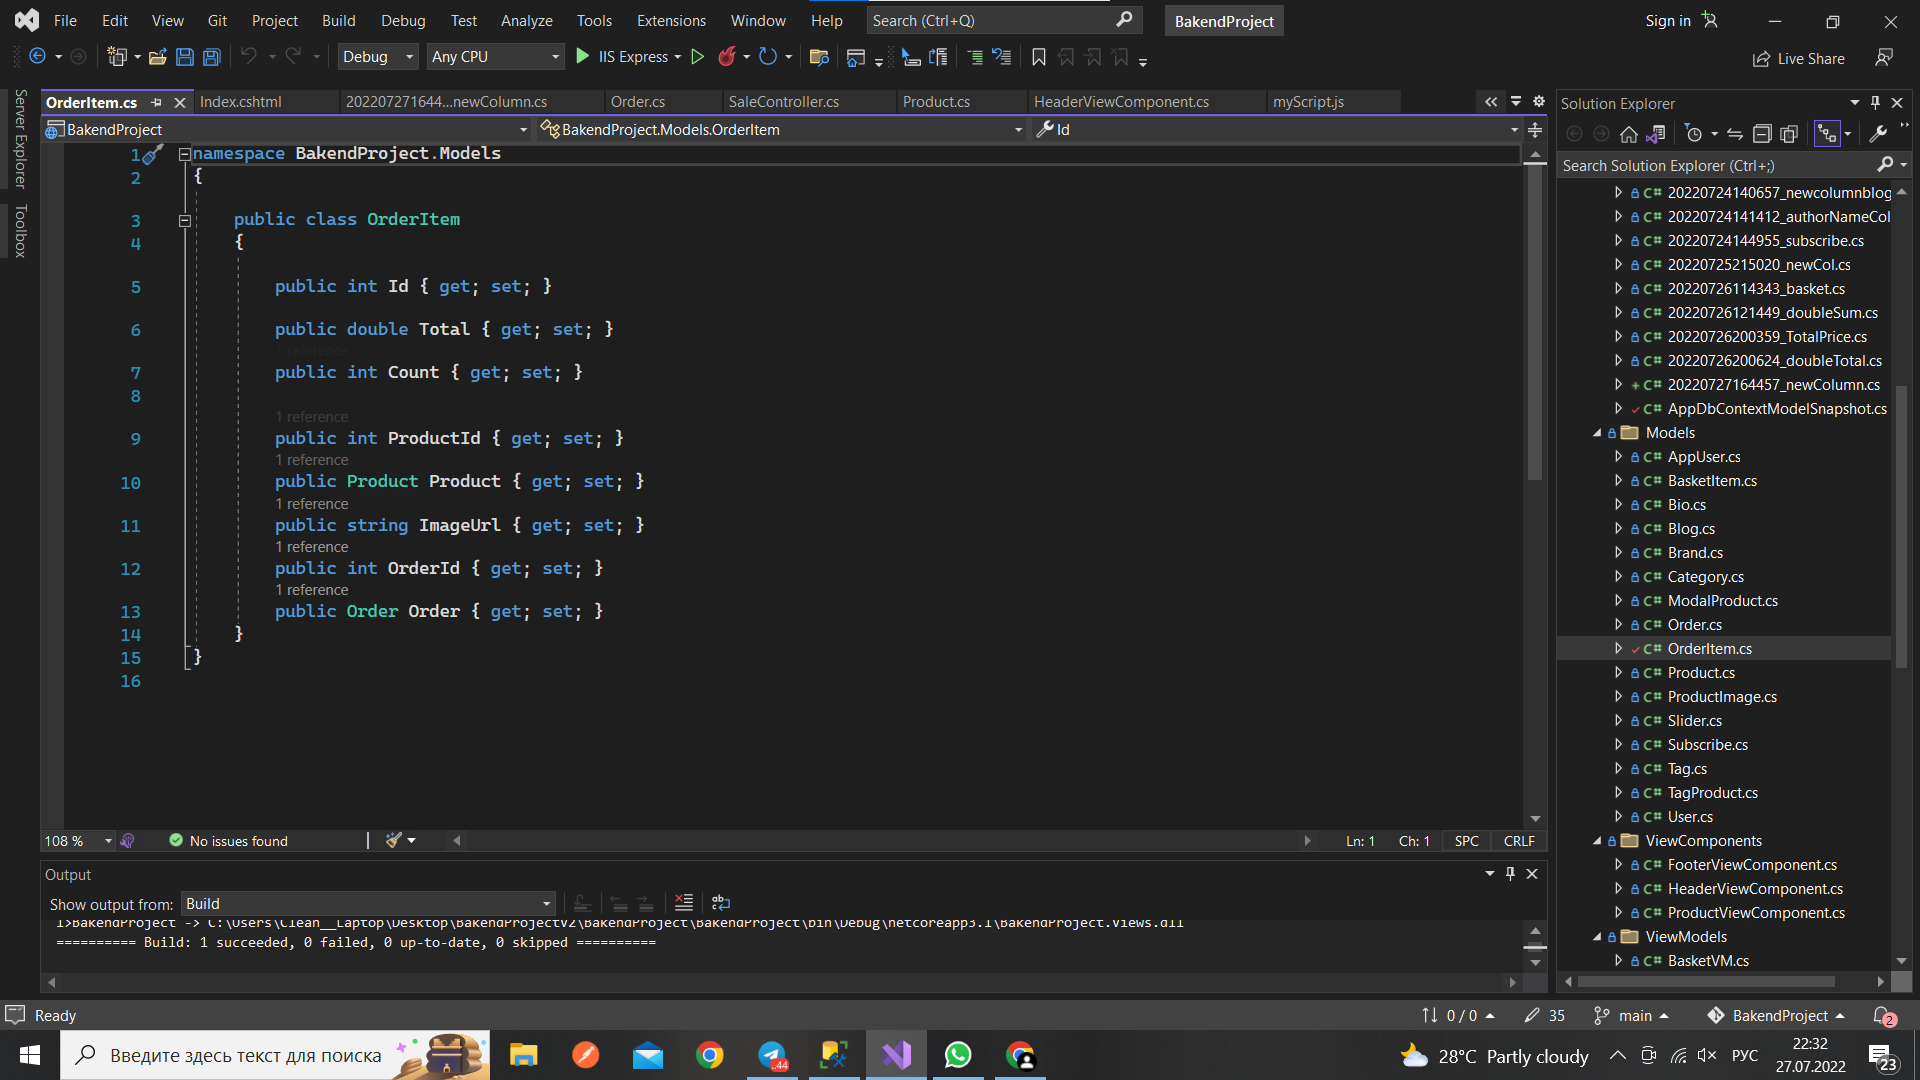 File Edit View Git Project Build Debug Test Analyze Tools Extensions Window Help Search (Ctrl+Q) BakendProject Sign in
Debug Any CPU IIS Express Live Share
Server Explorer
Toolbox
OrderItem.cs Index.cshtml 202207271644...newColumn.cs Order.cs SaleController.cs Product.cs HeaderViewComponent.cs myScript.js
BakendProject BakendProject.Models.OrderItem Id
1 namespace BakendProject.Models
2 {
3 public class OrderItem
4 {
5 public int Id { get; set; }
6 public double Total { get; set; }
1 reference
7 public int Count { get; set; }
8
1 reference
9 public int ProductId { get; set; }
1 reference
10 public Product Product { get; set; }
1 reference
11 public string ImageUrl { get; set; }
1 reference
12 public int OrderId { get; set; }
1 reference
13 public Order Order { get; set; }
14 }
15 }
16
108 % No issues found Ln: 1 Ch: 1 SPC CRLF
Output
Show output from: Build
1>BakendProject -> C:\Users\Clean__Laptop\Desktop\BakendProjectV2\BakendProject\BakendProject\bin\Debug\netcoreapp3.1\BakendProject.Views.dll
========== Build: 1 succeeded, 0 failed, 0 up-to-date, 0 skipped ==========
Solution Explorer
Search Solution Explorer (Ctrl+;)
C# 20220724140657_newcolumnblog
C# 20220724141412_authorNameCol
C# 20220724144955_subscribe.cs
C# 20220725215020_newCol.cs
C# 20220726114343_basket.cs
C# 20220726121449_doubleSum.cs
C# 20220726200359_TotalPrice.cs
C# 20220726200624_doubleTotal.cs
C# 20220727164457_newColumn.cs
C# AppDbContextModelSnapshot.cs
Models
C# AppUser.cs
C# BasketItem.cs
C# Bio.cs
C# Blog.cs
C# Brand.cs
C# Category.cs
C# ModalProduct.cs
C# Order.cs
C# OrderItem.cs
C# Product.cs
C# ProductImage.cs
C# Slider.cs
C# Subscribe.cs
C# Tag.cs
C# TagProduct.cs
C# User.cs
ViewComponents
C# FooterViewComponent.cs
C# HeaderViewComponent.cs
C# ProductViewComponent.cs
ViewModels
C# BasketVM.cs
Ready 0 / 0 35 main BakendProject 2
Введите здесь текст для поиска ..44 28°C Partly cloudy РУС 22:32
27.07.2022 23